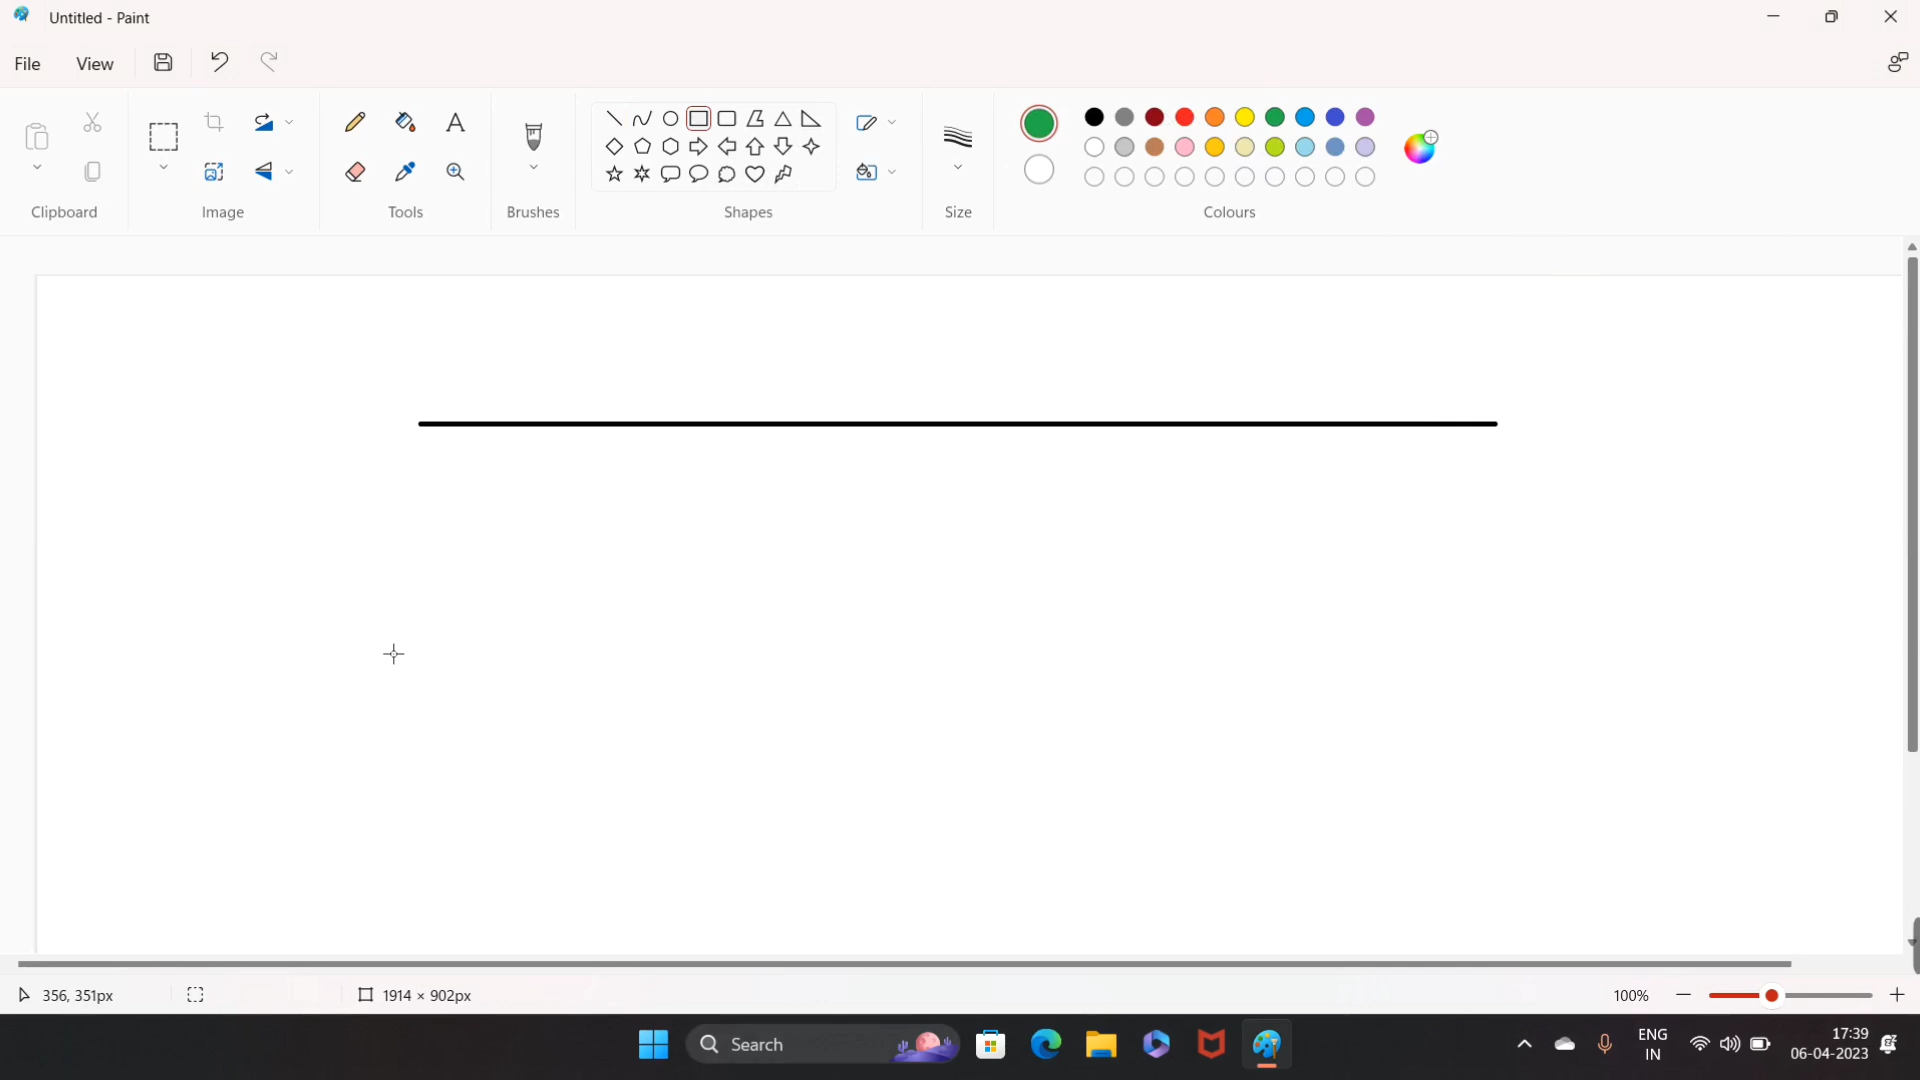 Untitled - Paint
File View
Clipboard Image Tools Brushes Shapes Size Colours
356, 351px 1914 × 902px 100%
Search ENG 17:39
IN 06-04-2023